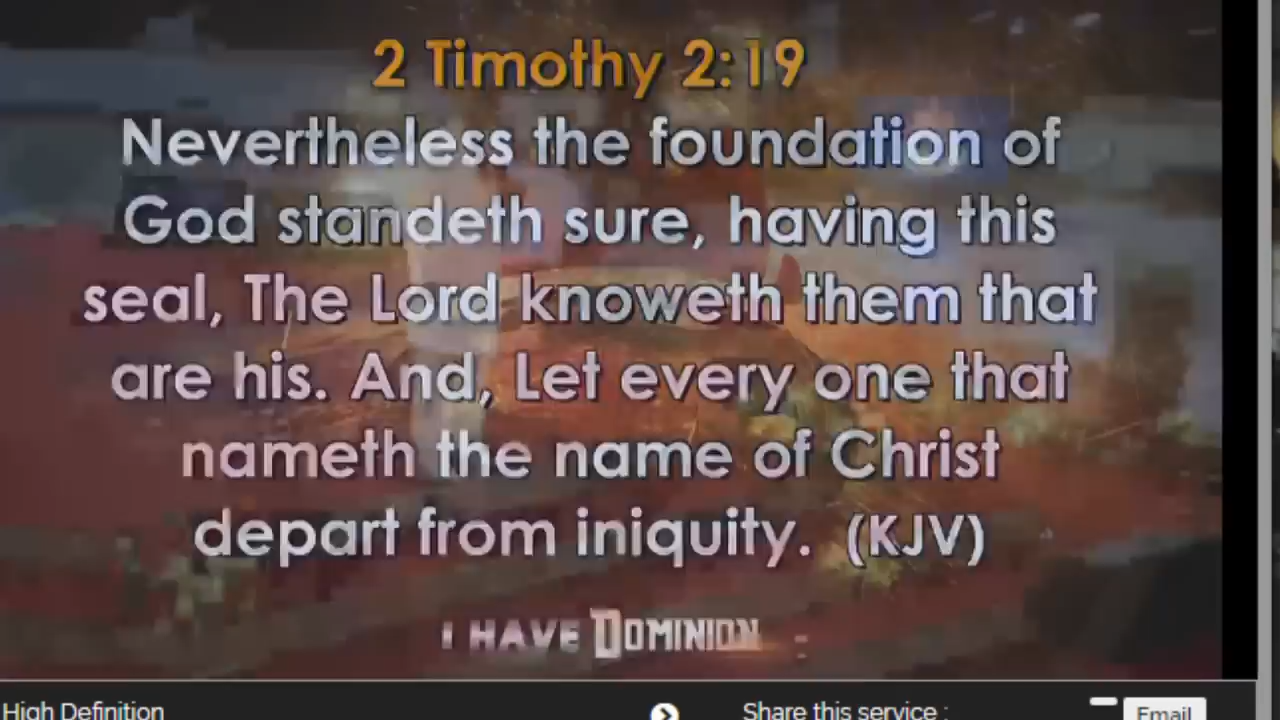 2 Timothy 2:19
Nevertheless the foundation of
God standeth sure, having this
seal, The Lord knoweth them that
are his. And, Let every one that
nameth the name of Christ
depart from iniquity. (KJV)
I HAVE DOMINION
High Definition
Share this service :
Email